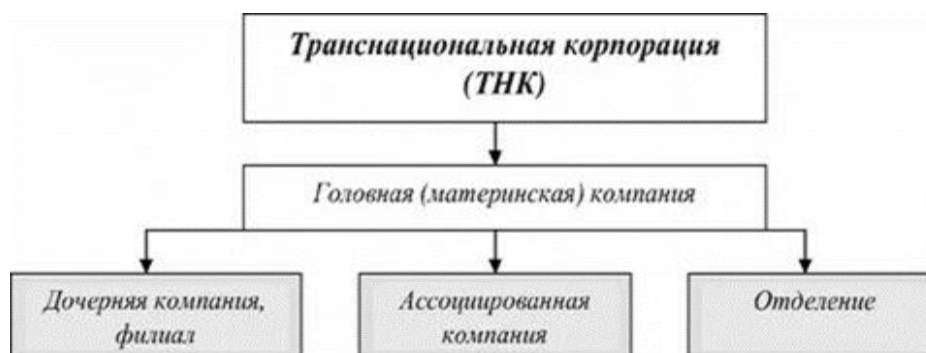 Транснациональная корпорация
(ТНК)
Головная (материнская) компания
Дочерняя компания,
филиал
Ассоциированная
компания
Отделение